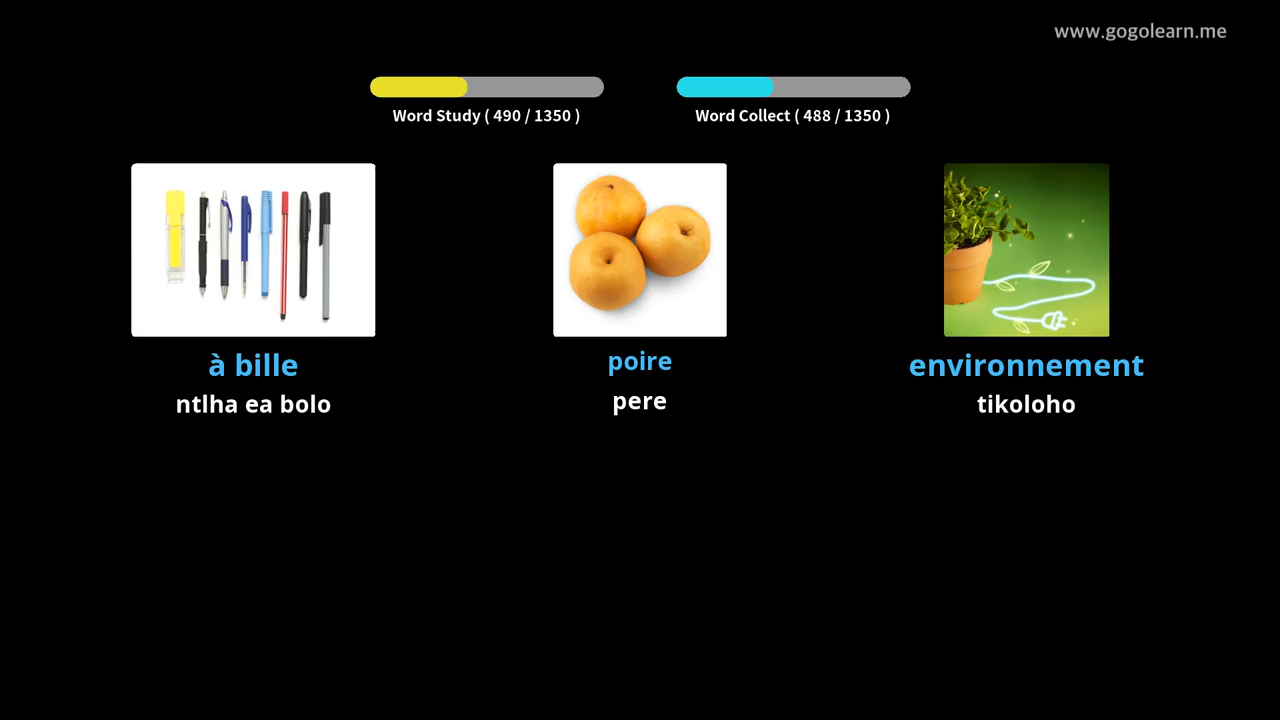 www.gogolearn.me
Word Study ( 490 / 1350 )
Word Collect ( 488 / 1350 )
à bille
ntlha ea bolo
poire
pere
environnement
tikoloho